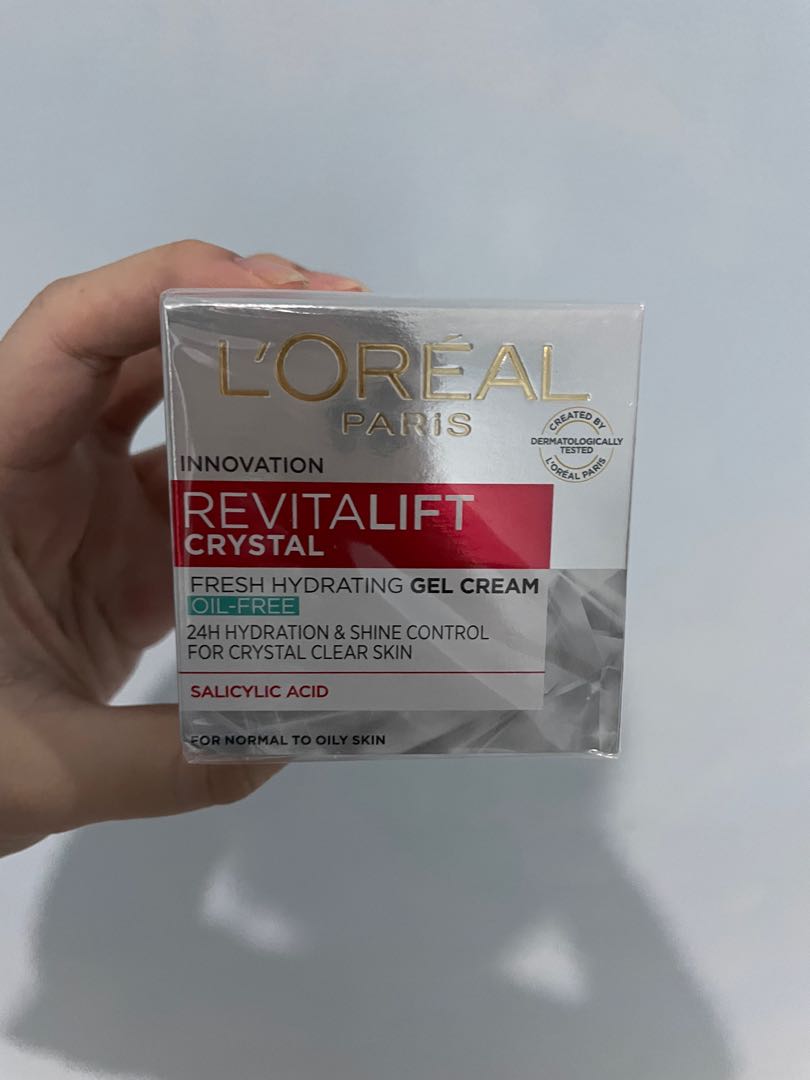 L'ORÉAL
PARiS
CREATED BY
DERMATOLOGICALLY
TESTED
L'ORÉAL PARIS
INNOVATION
REVITALIFT
CRYSTAL
FRESH HYDRATING GEL CREAM
OIL-FREE
24H HYDRATION & SHINE CONTROL
FOR CRYSTAL CLEAR SKIN
SALICYLIC ACID
FOR NORMAL TO OILY SKIN